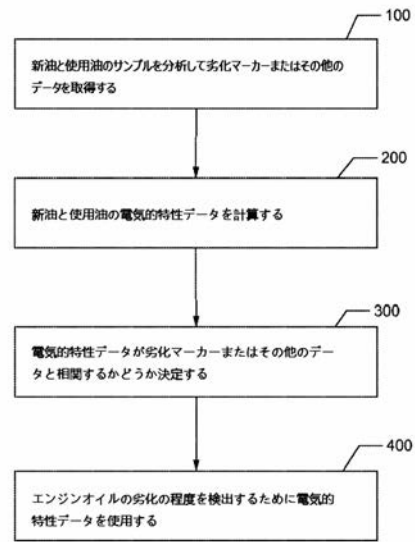 100
新油と使用油のサンプルを分析して劣化マーカーまたはその他の
データを取得する
200
新油と使用油の電気的特性データを計算する
300
電気的特性データが劣化マーカーまたはその他のデー
タと相関するかどうか決定する
400
エンジンオイルの劣化の程度を検出するために電気的
特性データを使用する